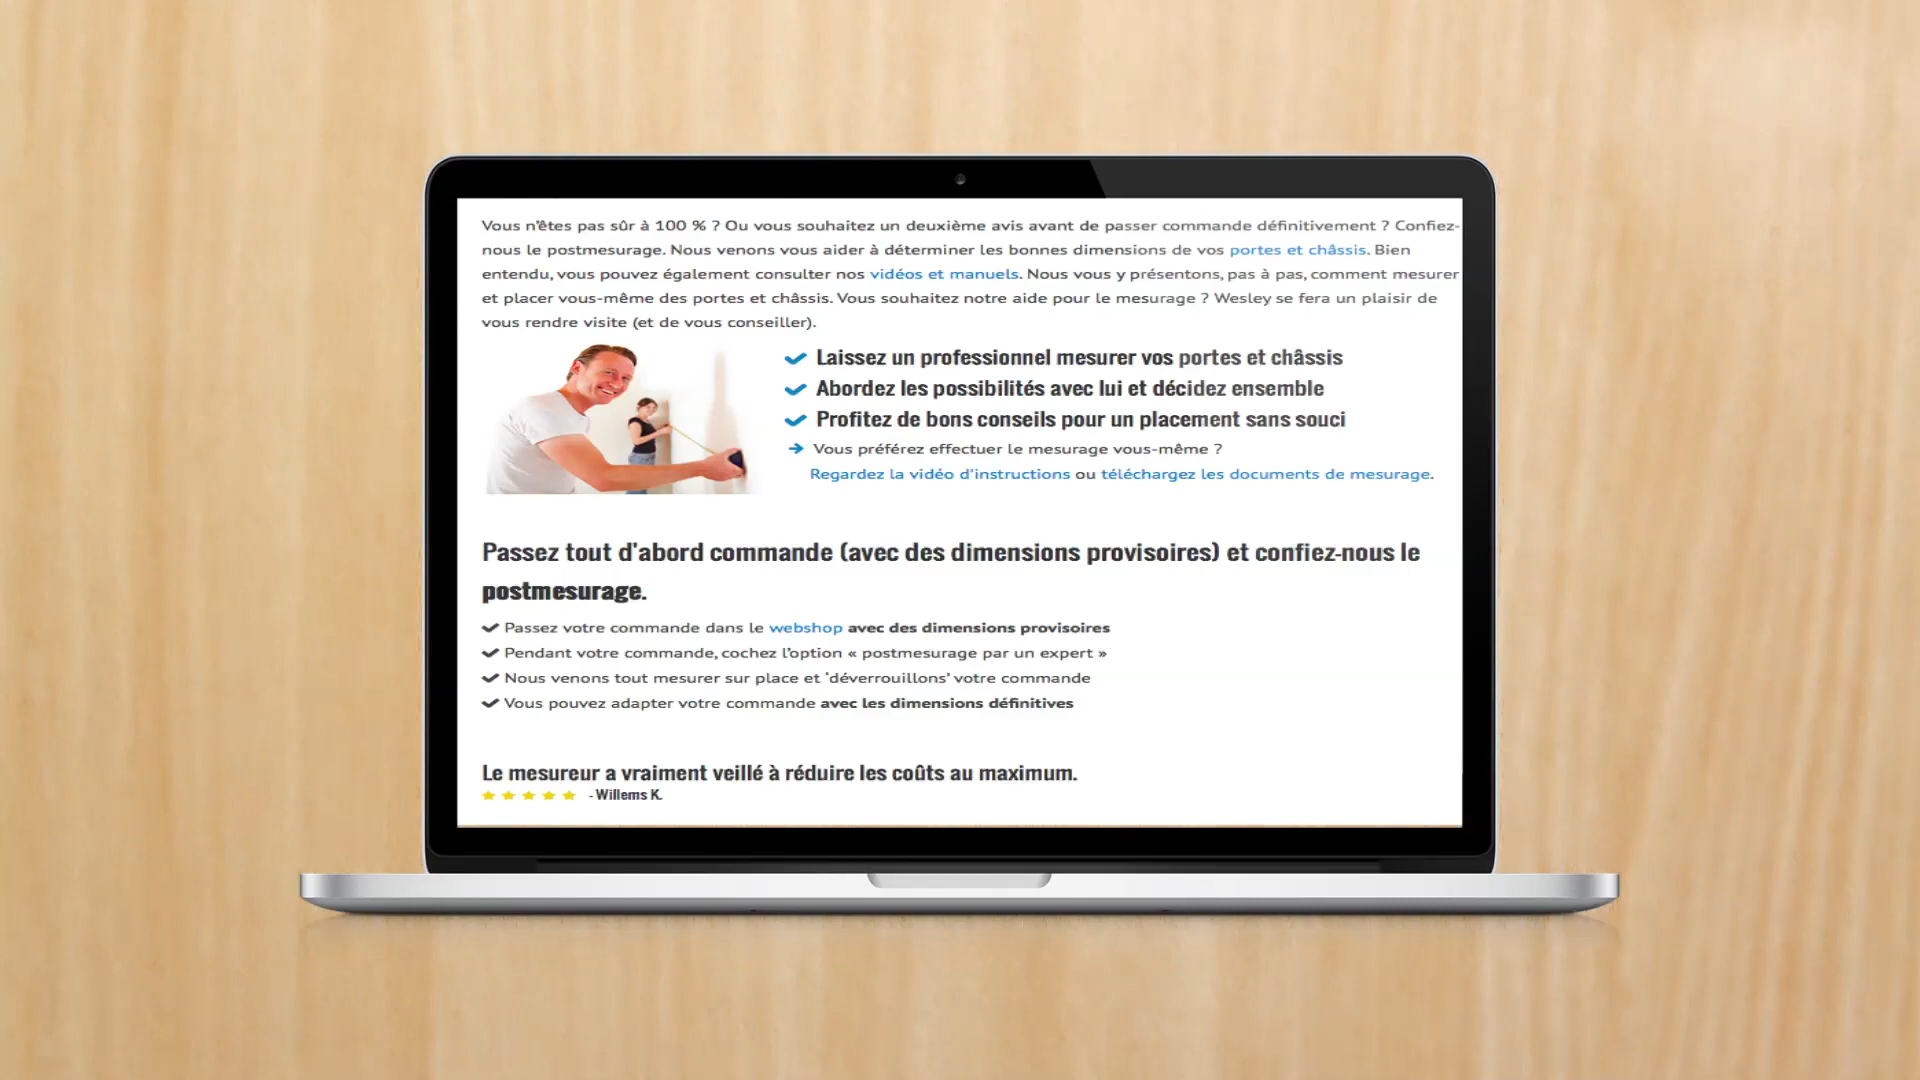 Vous n'êtes pas sûr à 100 % ? Ou vous souhaitez un deuxième avis avant de passer commande définitivement ? Confiez-
nous le postmesurage. Nous venons vous aider à déterminer les bonnes dimensions de vos portes et châssis. Bien
entendu, vous pouvez également consulter nos vidéos et manuels. Nous vous y présentons, pas à pas, comment mesurer
et placer vous-même des portes et châssis. Vous souhaitez notre aide pour le mesurage ? Wesley se fera un plaisir de
vous rendre visite (et de vous conseiller).
Laissez un professionnel mesurer vos portes et châssis
Abordez les possibilités avec lui et décidez ensemble
Profitez de bons conseils pour un placement sans souci
Vous préférez effectuer le mesurage vous-même ?
Regardez la vidéo d'instructions ou téléchargez les documents de mesurage.
Passez tout d'abord commande (avec des dimensions provisoires) et confiez-nous le
postmesurage.
Passez votre commande dans le webshop avec des dimensions provisoires
Pendant votre commande, cochez l'option « postmesurage par un expert »
Nous venons tout mesurer sur place et 'déverrouillons' votre commande
Vous pouvez adapter votre commande avec les dimensions définitives
Le mesureur a vraiment veillé à réduire les coûts au maximum.
- Willems K.